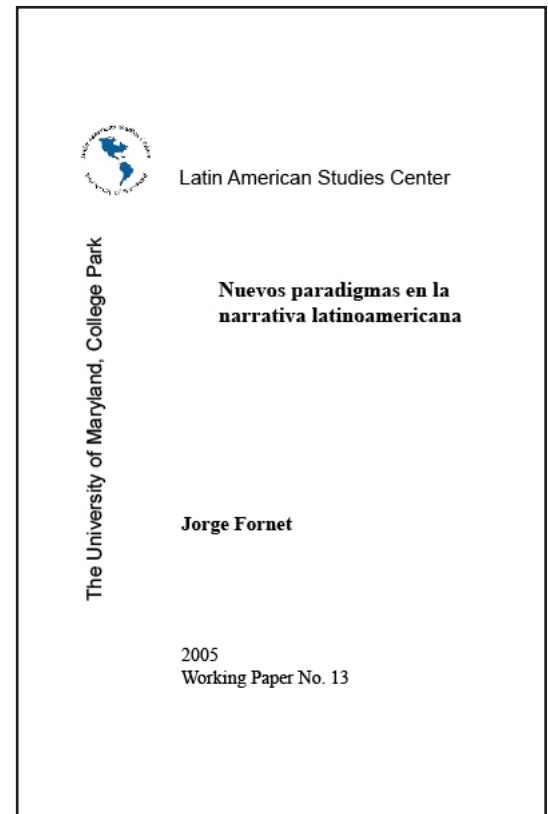 Latin American Studies Center
The University of Maryland, College Park
Nuevos paradigmas en la
narrativa latinoamericana
Jorge Fornet
2005
Working Paper No. 13